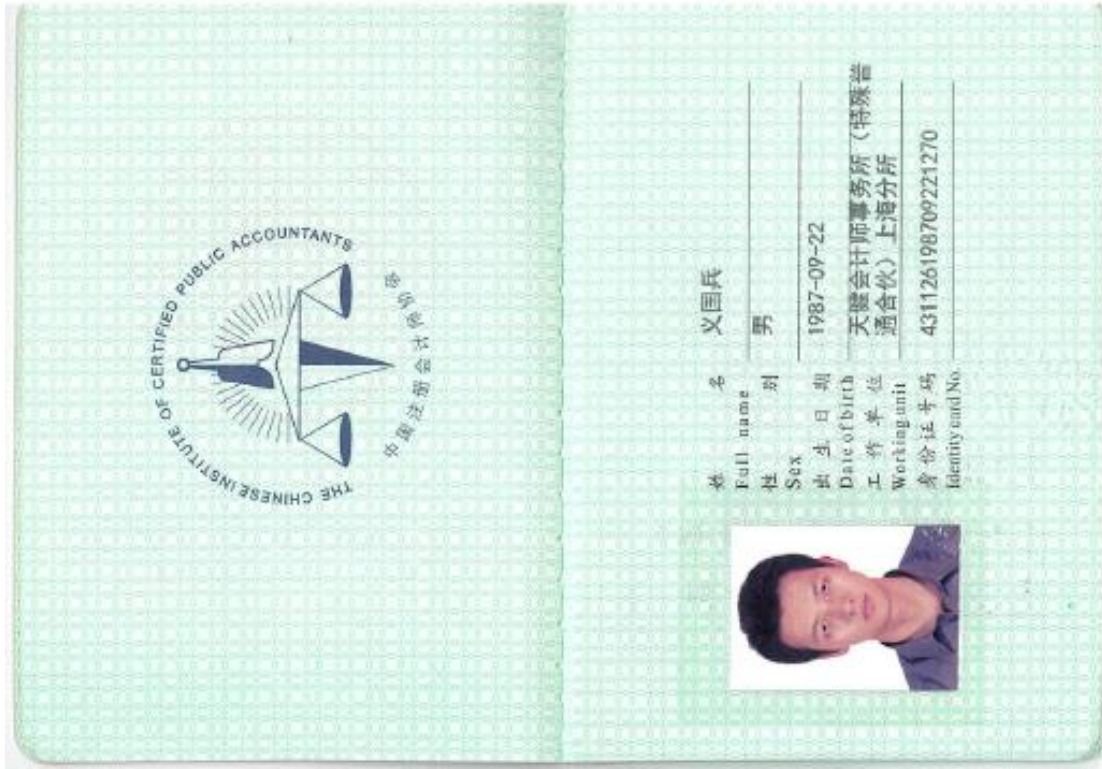 THE CHINESE INSTITUTE OF CERTIFIED PUBLIC ACCOUNTANTS
中国注册会计师协会
姓 名 义国兵
Full name
性 别 男
Sex
出生日期 1987-09-22
Date of birth
工作单位 天健会计师事务所(特殊普
Working unit 通合伙)上海分所
身份证号码 431126198709221270
Identity card No.